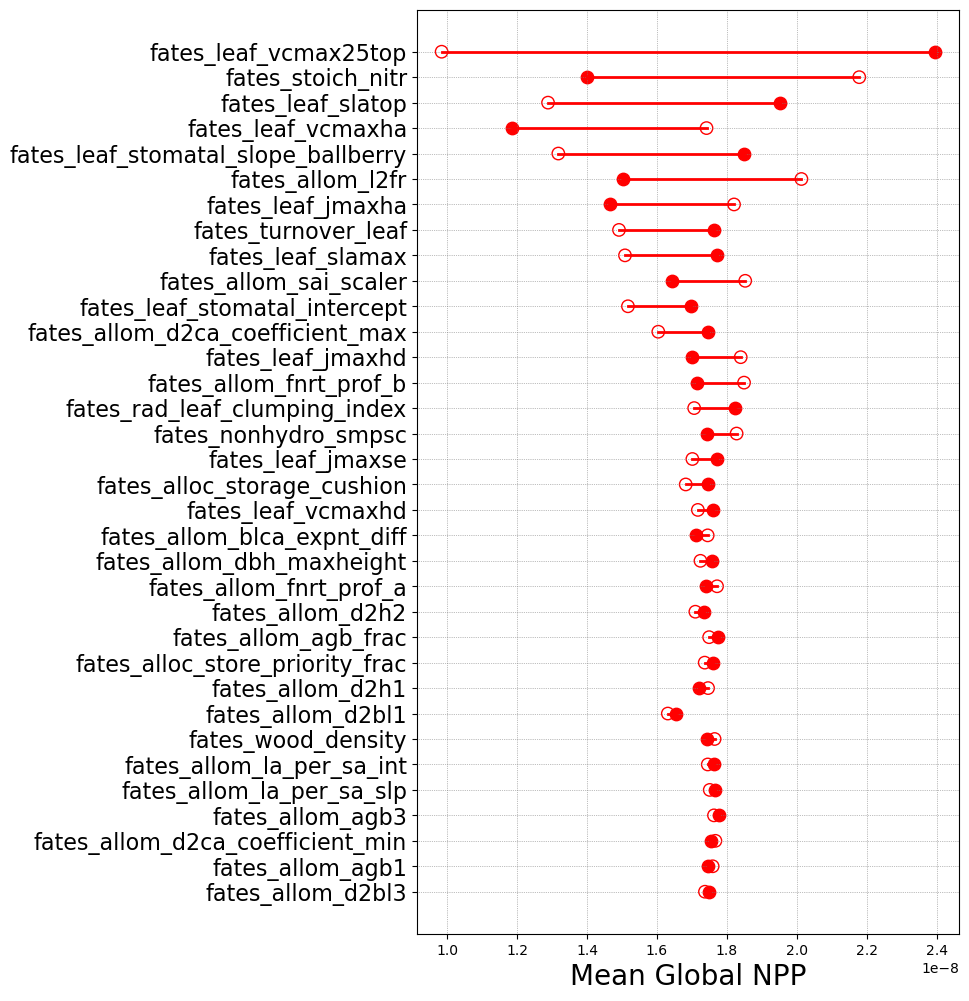 fates_leaf_vcmax25top
fates_stoich_nitr
fates_leaf_slatop
fates_leaf_vcmaxha
fates_leaf_stomatal_slope_ballberry
fates_allom_l2fr
fates_leaf_jmaxha
fates_turnover_leaf
fates_leaf_slamax
fates_allom_sai_scaler
fates_leaf_stomatal_intercept
fates_allom_d2ca_coefficient_max
fates_leaf_jmaxhd
fates_allom_fnrt_prof_b
fates_rad_leaf_clumping_index
fates_nonhydro_smpsc
fates_leaf_jmaxse
fates_alloc_storage_cushion
fates_leaf_vcmaxhd
fates_allom_blca_expnt_diff
fates_allom_dbh_maxheight
fates_allom_fnrt_prof_a
fates_allom_d2h2
fates_allom_agb_frac
fates_alloc_store_priority_frac
fates_allom_d2h1
fates_allom_d2bl1
fates_wood_density
fates_allom_la_per_sa_int
fates_allom_la_per_sa_slp
fates_allom_agb3
fates_allom_d2ca_coefficient_min
fates_allom_agb1
fates_allom_d2bl3
1.0 1.2 1.4 1.6 1.8 2.0 2.2 2.4
1e−8
Mean Global NPP